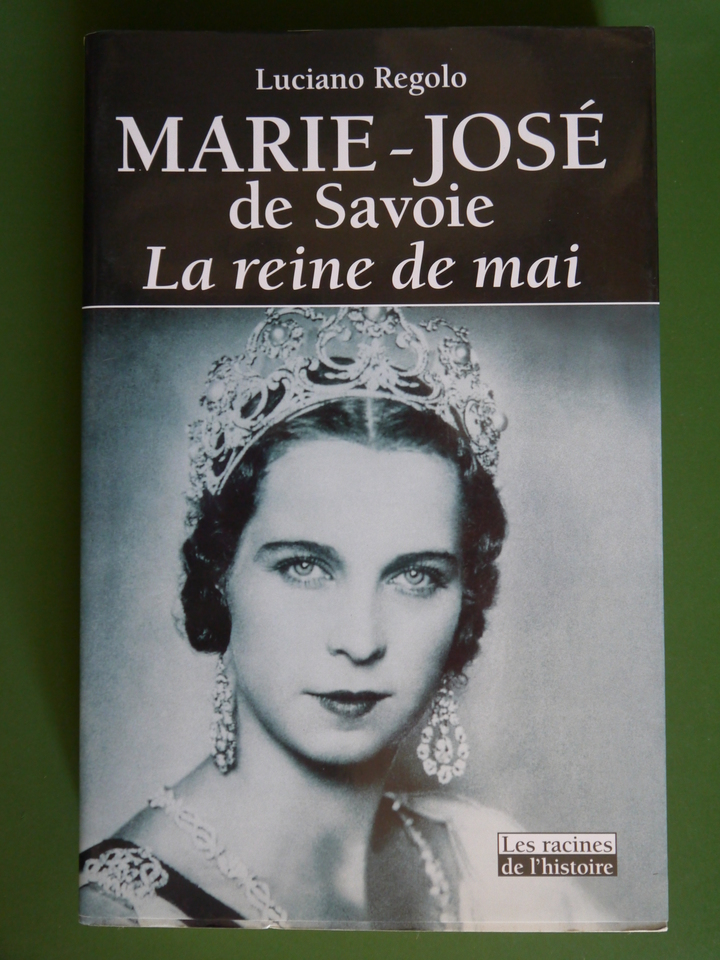 Luciano Regolo
MARIE-JOSÉ
de Savoie
La reine de mai
Les racines
de l'histoire